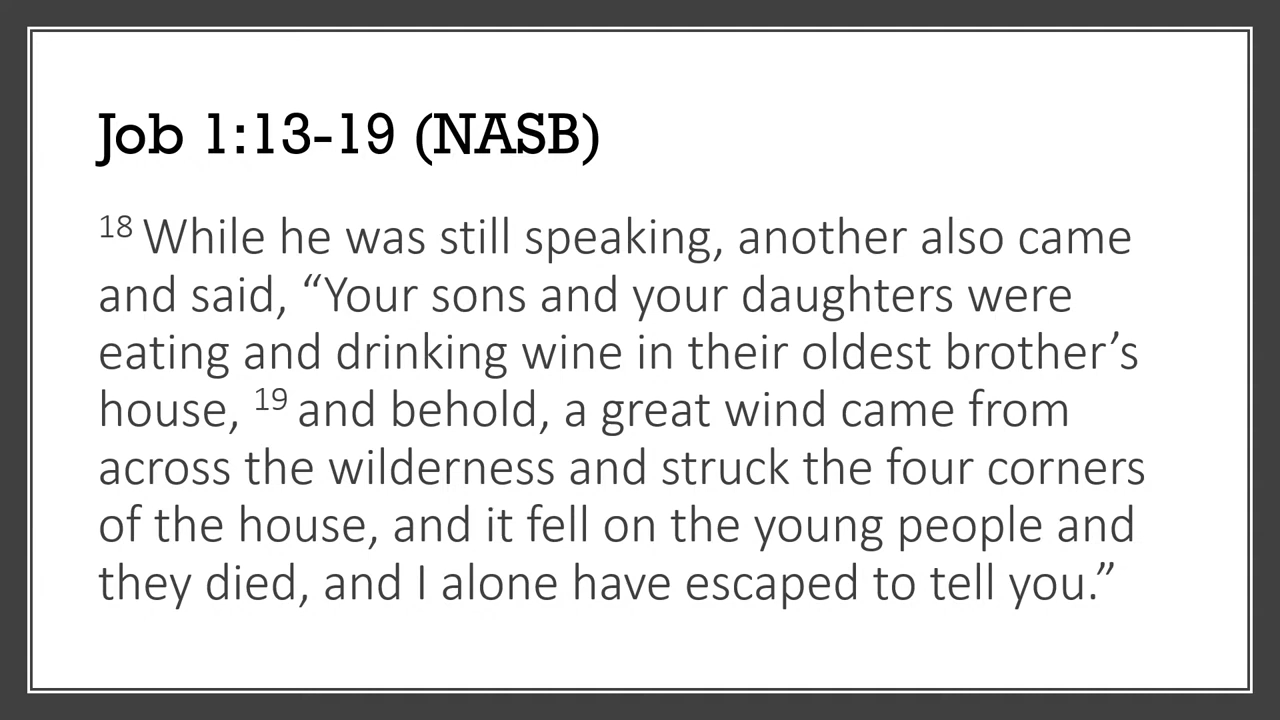 Job 1:13-19 (NASB)
18 While he was still speaking, another also came
and said, “Your sons and your daughters were
eating and drinking wine in their oldest brother’s
house, 19 and behold, a great wind came from
across the wilderness and struck the four corners
of the house, and it fell on the young people and
they died, and I alone have escaped to tell you.”